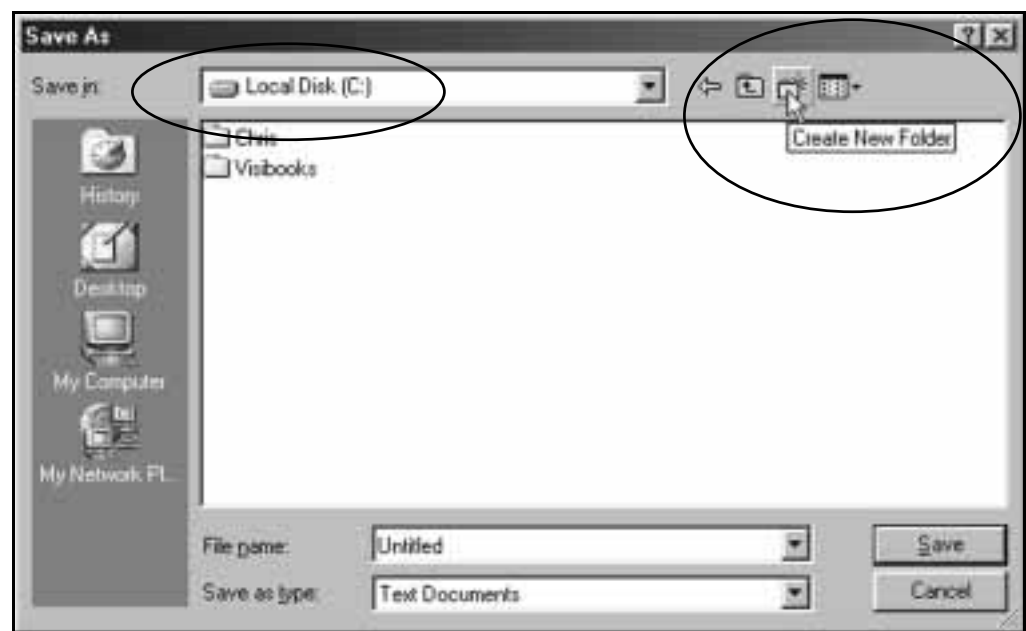 Save As
Save in:
Local Disk (C:)
Create New Folder
Chris
Visibooks
History
Desktop
My Computer
My Network Pl...
File name:
Untitled
Save
Save as type:
Text Documents
Cancel